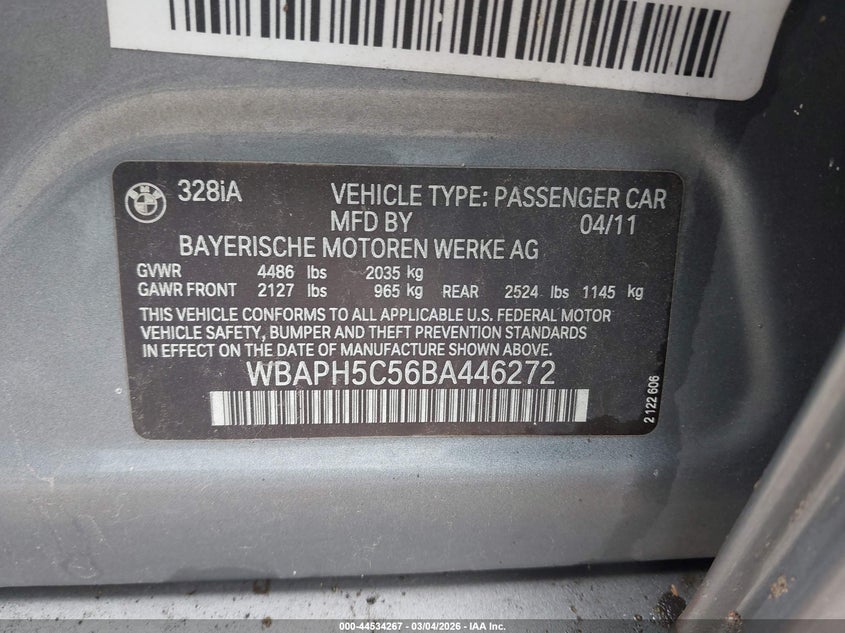 328iA VEHICLE TYPE: PASSENGER CAR
MFD BY 04/11
BAYERISCHE MOTOREN WERKE AG
GVWR 4486 lbs 2035 kg
GAWR FRONT 2127 lbs 965 kg REAR 2524 lbs 1145 kg
THIS VEHICLE CONFORMS TO ALL APPLICABLE U.S. FEDERAL MOTOR
VEHICLE SAFETY, BUMPER AND THEFT PREVENTION STANDARDS
IN EFFECT ON THE DATE OF MANUFACTURE SHOWN ABOVE.
WBAPH5C56BA446272
2 122 606
000-44534267 - 03/04/2026 - IAA Inc.